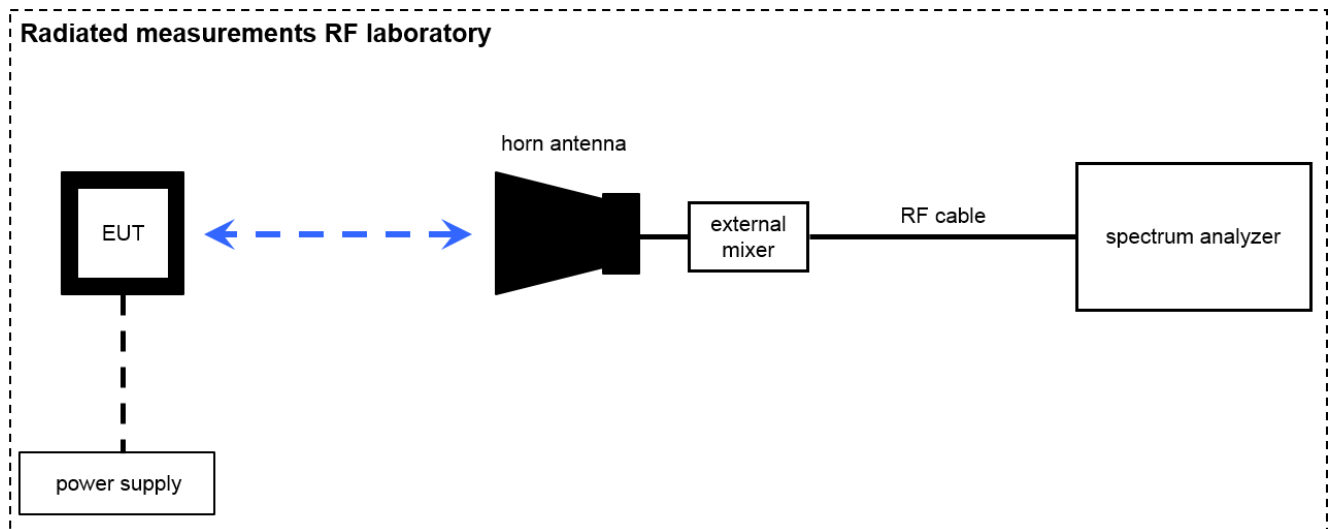 Radiated measurements RF laboratory
horn antenna
EUT
external
mixer
RF cable
spectrum analyzer
power supply